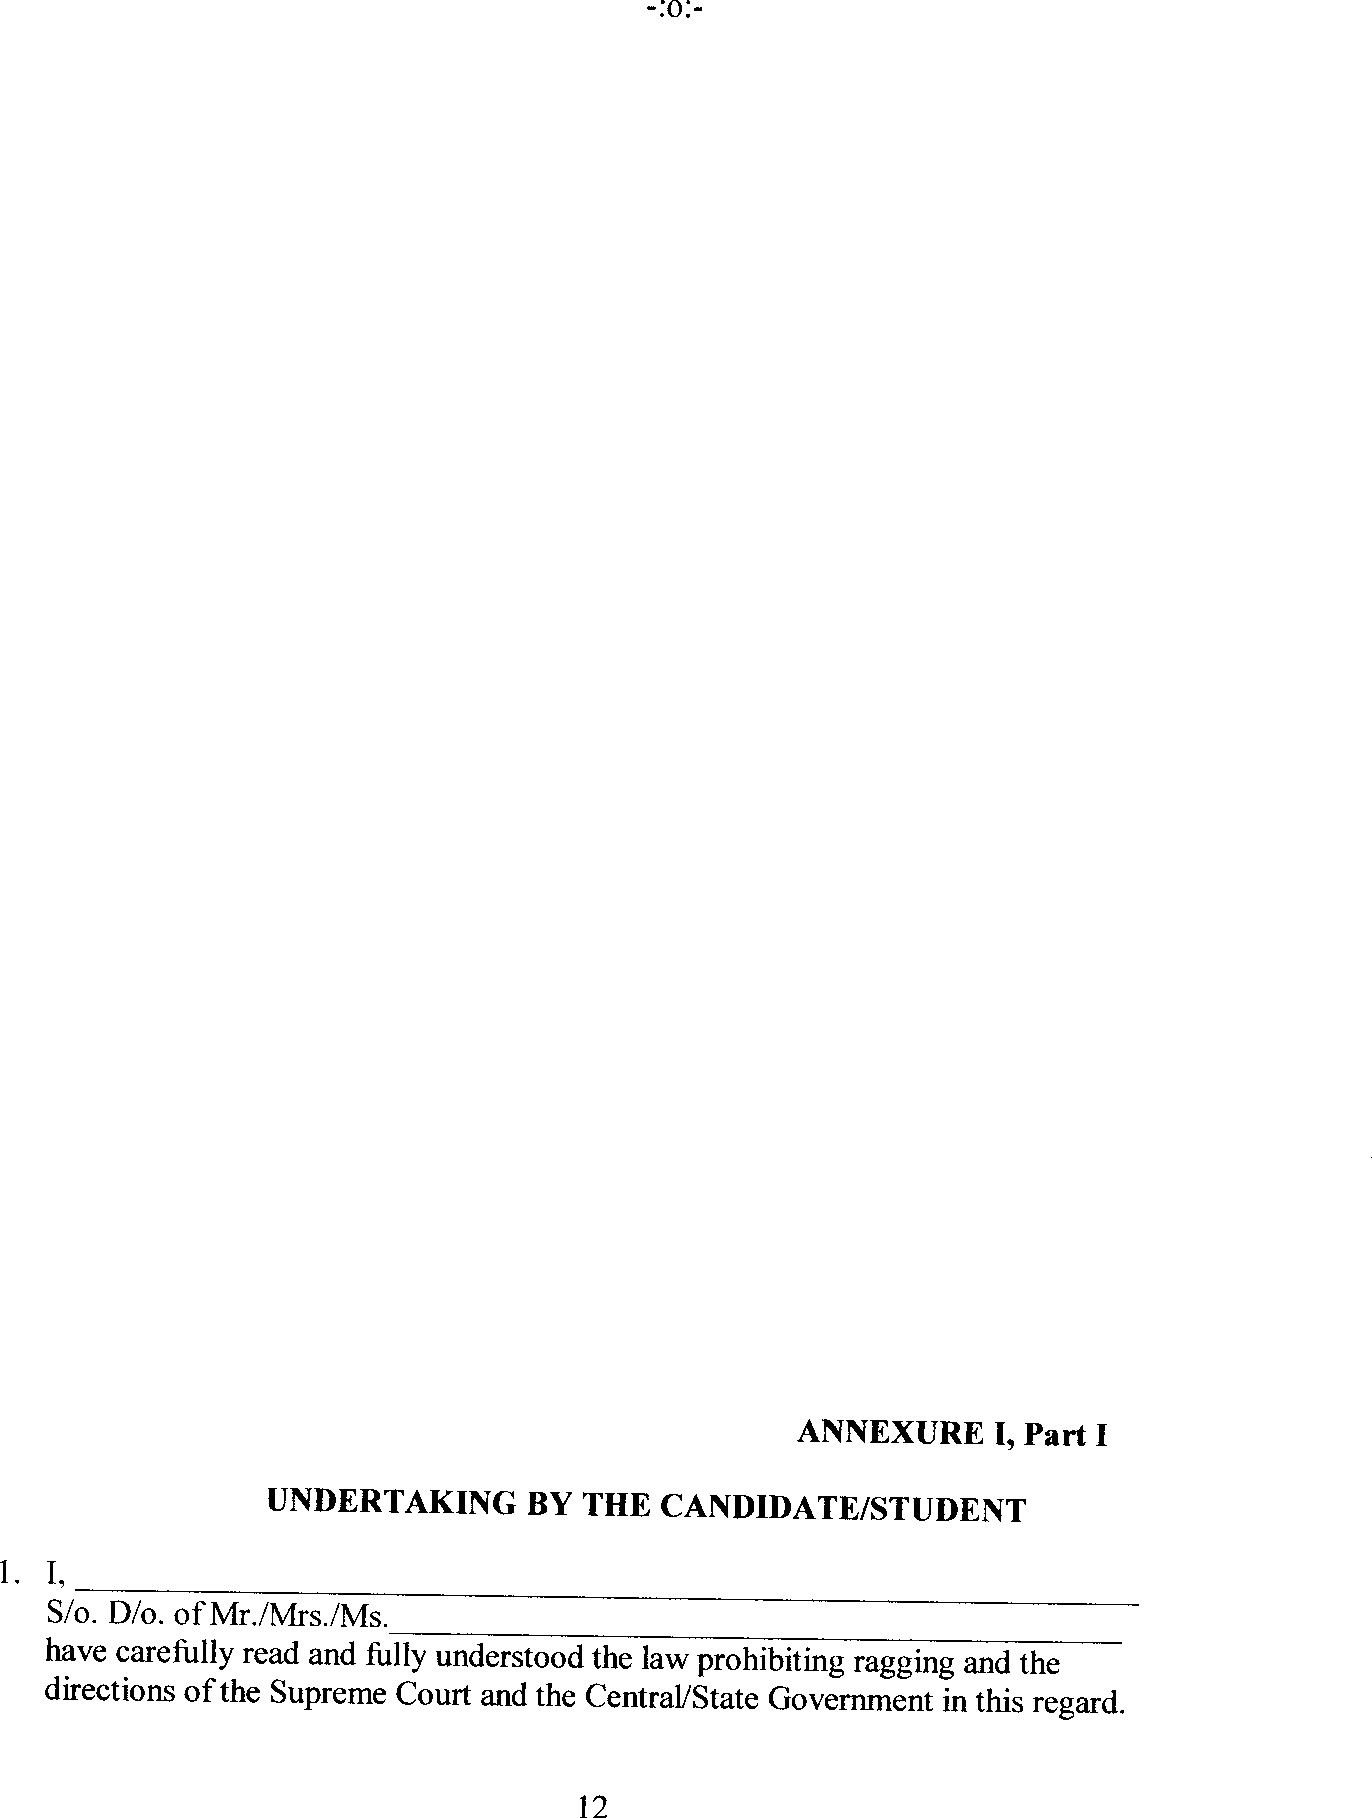 -:o:-
ANNEXURE I, Part I
UNDERTAKING BY THE CANDIDATE/STUDENT
1. I, ____________________
S/o. D/o. of Mr./Mrs./Ms.____________________
have carefully read and fully understood the law prohibiting ragging and the
directions of the Supreme Court and the Central/State Government in this regard.
12